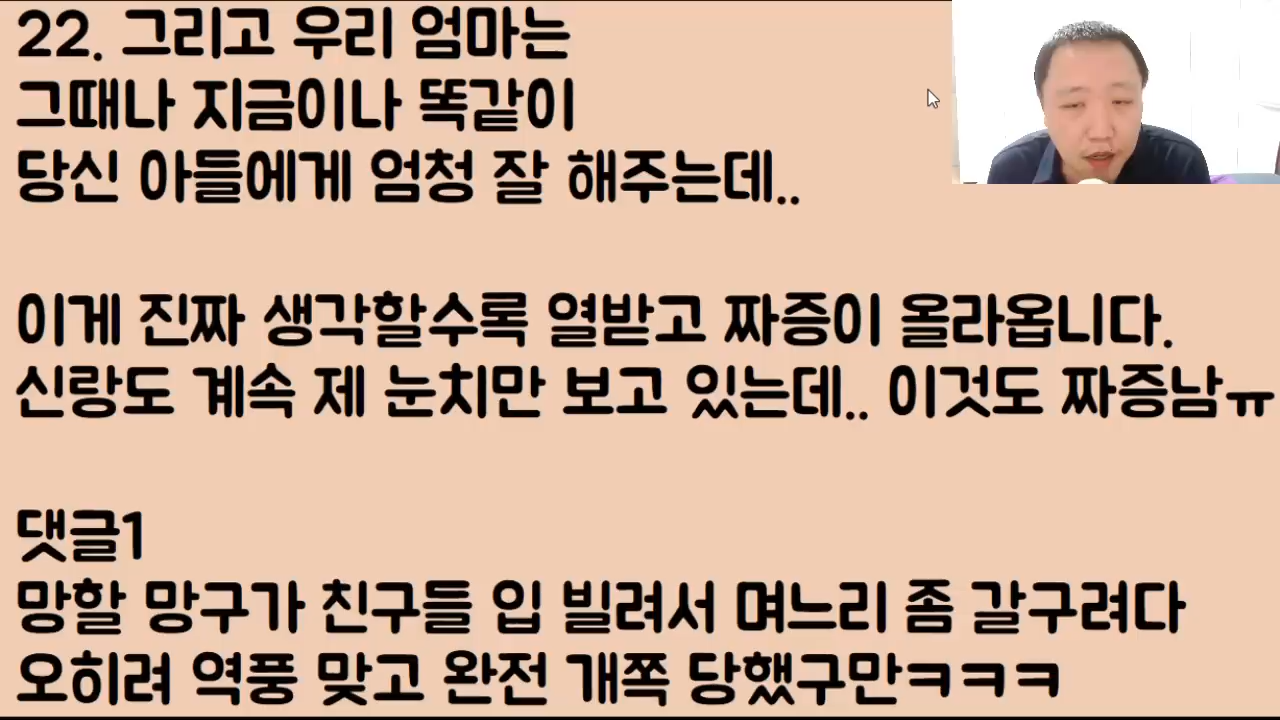 22. 그리고 우리 엄마는
그때나 지금이나 똑같이
당신 아들에게 엄청 잘 해주는데..
이게 진짜 생각할수록 열받고 짜증이 올라옵니다.
신랑도 계속 제 눈치만 보고 있는데.. 이것도 짜증남ㅠ
댓글1
망할 망구가 친구들 입 빌려서 며느리 좀 갈구려다
오히려 역풍 맞고 완전 개쪽 당했구만ㅋㅋㅋ